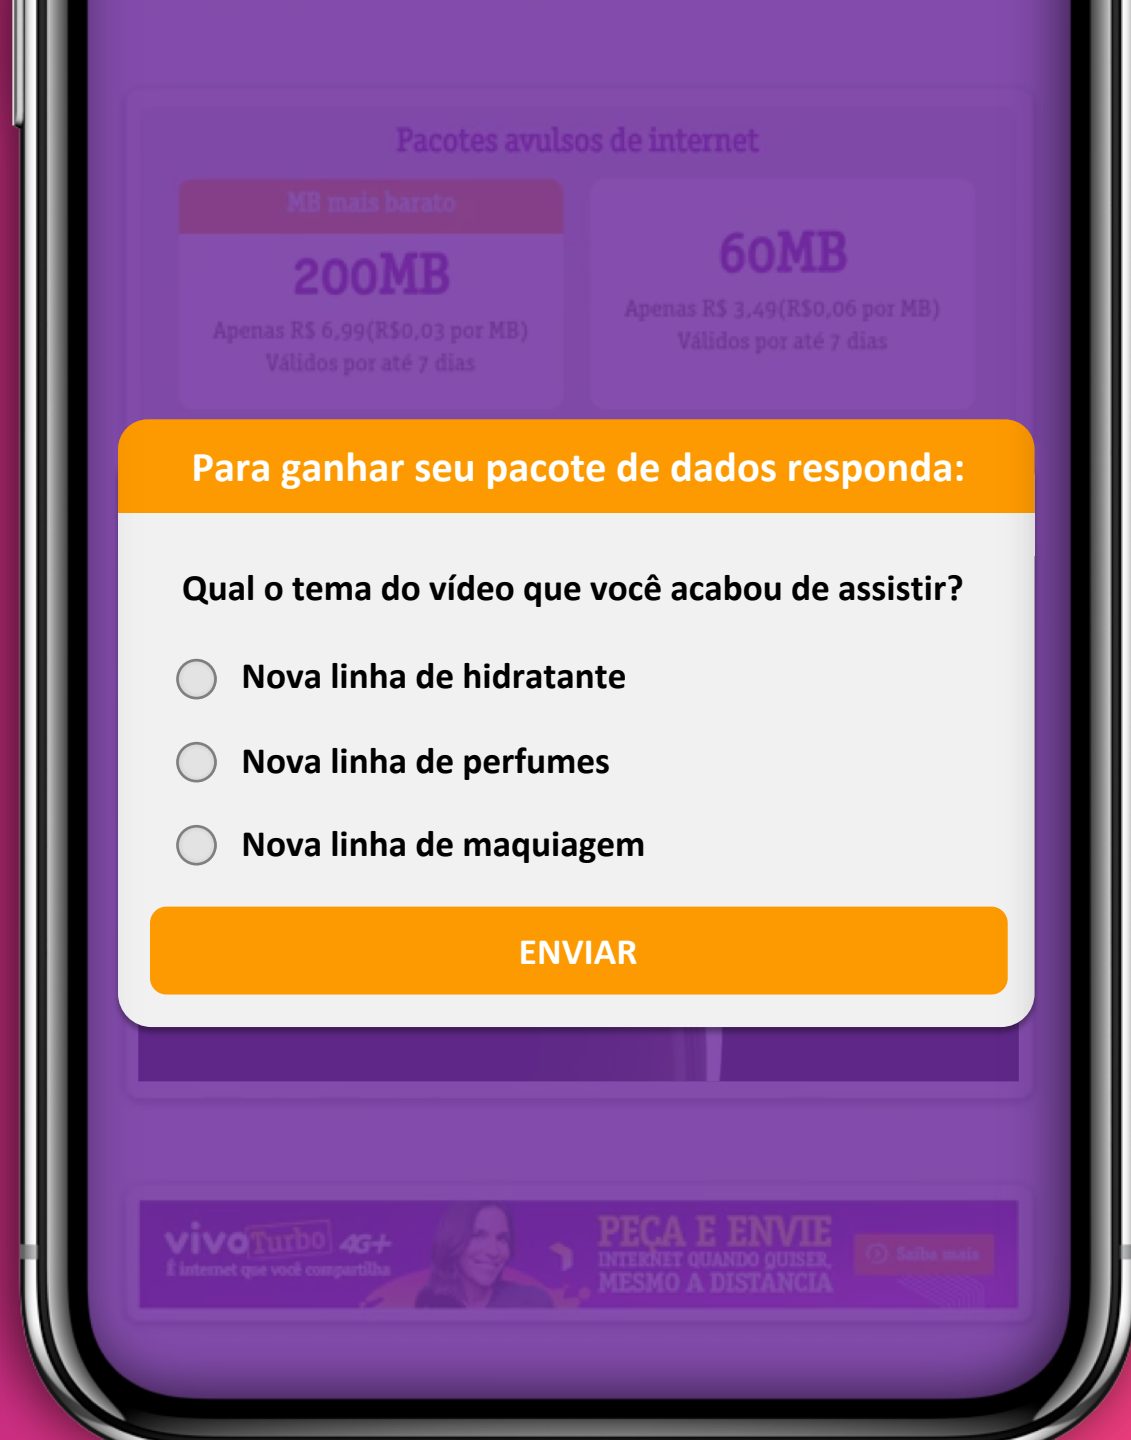 Pacotes avulsos de internet
MB mais barato
200MB
Apenas R$ 6,99(R$0,03 por MB)
Válidos por até 7 dias
60MB
Apenas R$ 3,49(R$0,06 por MB)
Válidos por até 7 dias
Para ganhar seu pacote de dados responda:
Qual o tema do vídeo que você acabou de assistir?
Nova linha de hidratante
Nova linha de perfumes
Nova linha de maquiagem
ENVIAR
vivo Turbo 4G+
É internet que você compartilha
PEÇA E ENVIE
INTERNET QUANDO QUISER,
MESMO A DISTÂNCIA
Saiba mais